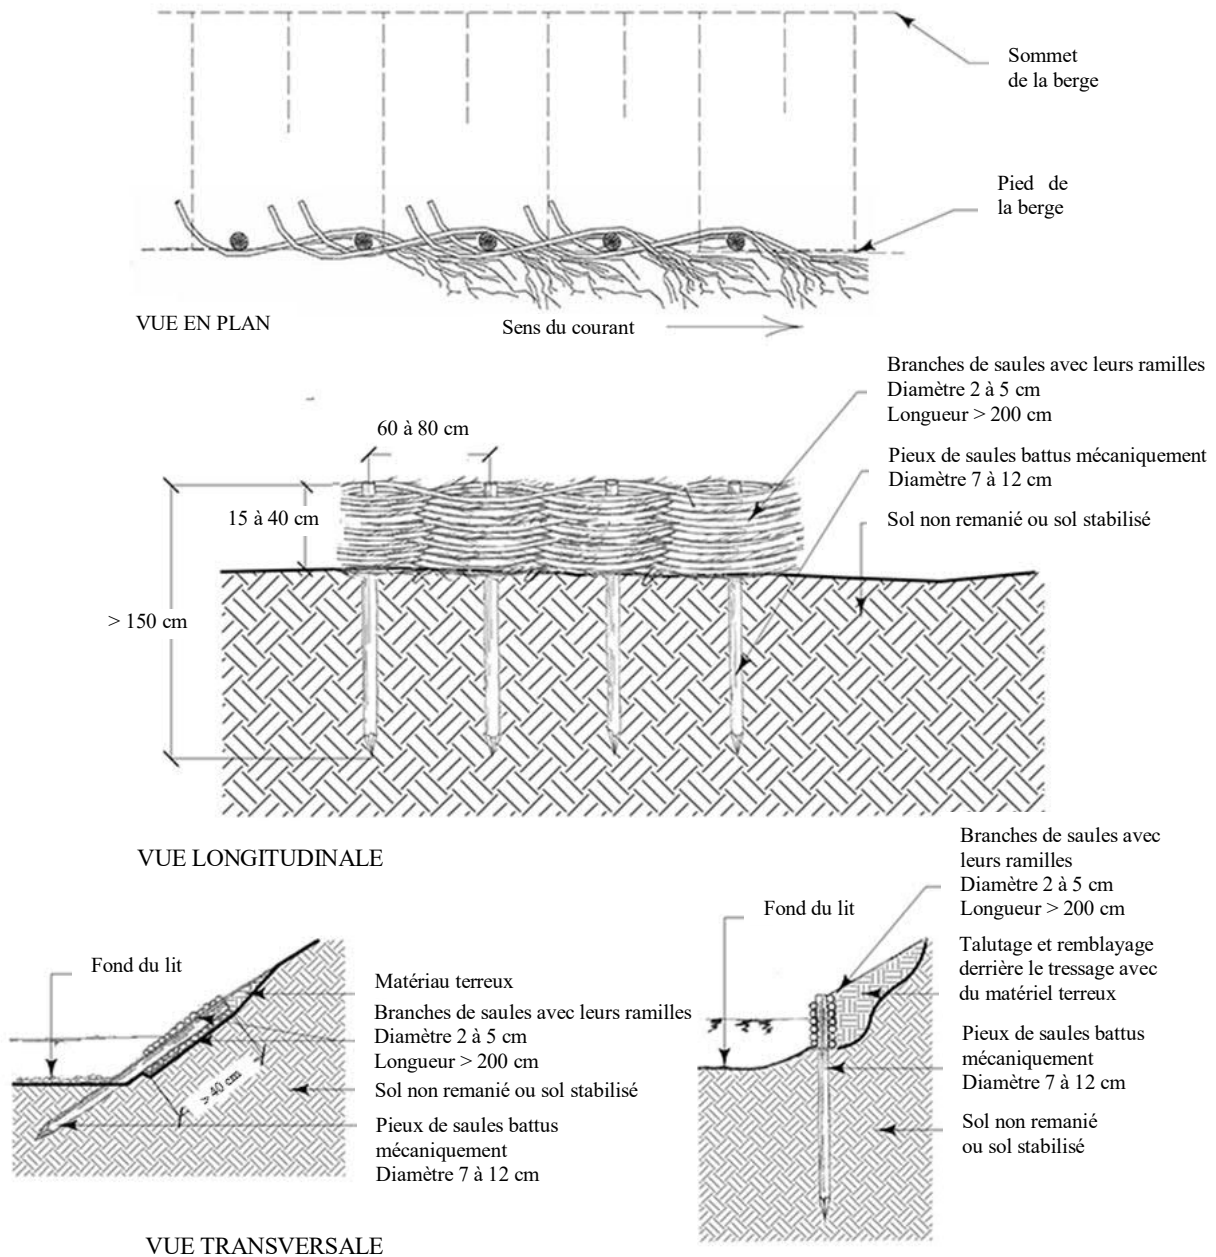 Sommet
de la berge
Pied de
la berge
VUE EN PLAN
Sens du courant
Branches de saules avec leurs ramilles
Diamètre 2 à 5 cm
Longueur > 200 cm
60 à 80 cm
Pieux de saules battus mécaniquement
Diamètre 7 à 12 cm
15 à 40 cm
Sol non remanié ou sol stabilisé
> 150 cm
VUE LONGITUDINALE
Fond du lit
Matériau terreux
Branches de saules avec leurs ramilles
Diamètre 2 à 5 cm
Longueur > 200 cm
> 40 cm
Sol non remanié ou sol stabilisé
Pieux de saules battus
mécaniquement
Diamètre 7 à 12 cm
Branches de saules avec
leurs ramilles
Diamètre 2 à 5 cm
Longueur > 200 cm
Fond du lit
Talutage et remblayage
derrière le tressage avec
du matériel terreux
Pieux de saules battus
mécaniquement
Diamètre 7 à 12 cm
Sol non remanié
ou sol stabilisé
VUE TRANSVERSALE